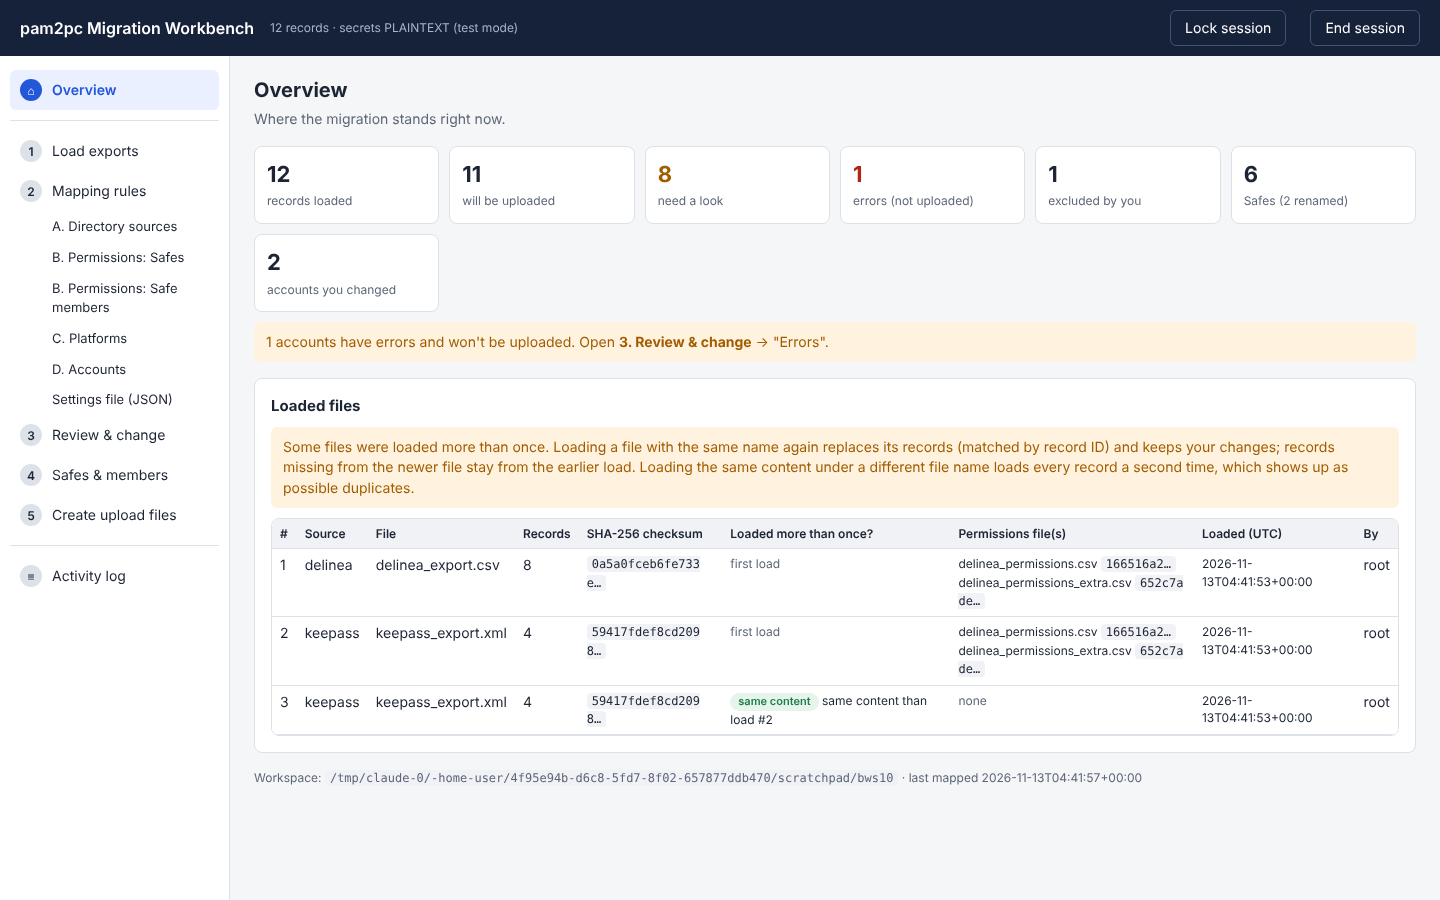 pam2pc Migration Workbench
12 records · secrets PLAINTEXT (test mode)
Lock session
End session
Overview
1 Load exports
2 Mapping rules
A. Directory sources
B. Permissions: Safes
B. Permissions: Safe
members
C. Platforms
D. Accounts
Settings file (JSON)
3 Review & change
4 Safes & members
5 Create upload files
Activity log
Overview
Where the migration stands right now.
12
records loaded
11
will be uploaded
8
need a look
1
errors (not uploaded)
1
excluded by you
6
Safes (2 renamed)
2
accounts you changed
1 accounts have errors and won't be uploaded. Open 3. Review & change → "Errors".
Loaded files
Some files were loaded more than once. Loading a file with the same name again replaces its records (matched by record ID) and keeps your changes; records
missing from the newer file stay from the earlier load. Loading the same content under a different file name loads every record a second time, which shows up as
possible duplicates.
# Source File Records SHA-256 checksum Loaded more than once? Permissions file(s) Loaded (UTC) By
1 delinea delinea_export.csv 8 0a5a0fceb6fe733 first load delinea_permissions.csv 166516a2… 2026-11- root
e… delinea_permissions_extra.csv 652c7a 13T04:41:53+00:00
de…
2 keepass keepass_export.xml 4 59417fdef8cd209 first load delinea_permissions.csv 166516a2… 2026-11- root
8… delinea_permissions_extra.csv 652c7a 13T04:41:53+00:00
de…
3 keepass keepass_export.xml 4 59417fdef8cd209 same content same content than none 2026-11- root
8… load #2 13T04:41:53+00:00
Workspace: /tmp/claude-0/-home-user/4f95e94b-d6c8-5fd7-8f02-657877ddb470/scratchpad/bws10 · last mapped 2026-11-13T04:41:57+00:00